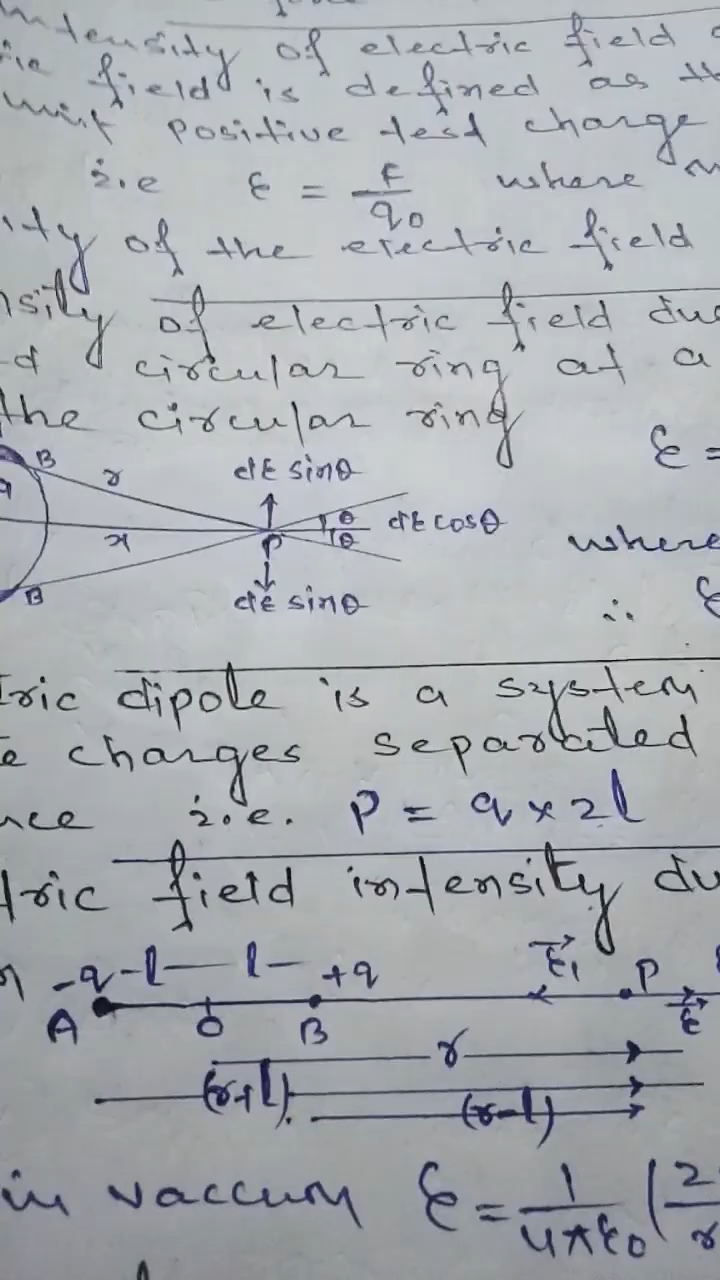 intensity of electric field
field is defined as
positive test charge
i.e ε = F/q0 where
of the electric field
of electric field
d circular ring at a
the circular ring
ε =
B r dE sinθ
θ
x P θ dE cosθ
where
B dE sinθ
∴ ε
dipole is a system
charges separated
i.e. P = q × 2l
field intensity du
-q -l— l— +q E₁ P
A O B E
r
(r+l)
(r-l)
in vaccum ε = 1/4πε0 (2